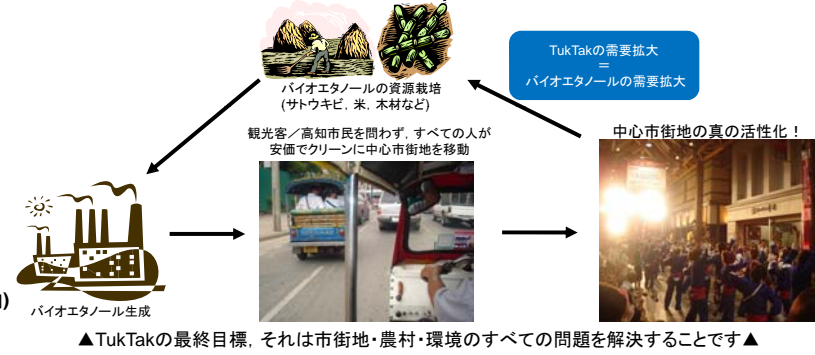 TukTakの需要拡大
＝
バイオエタノールの需要拡大
バイオエタノールの資源栽培
(サトウキビ，米，木材など)
観光客／高知市民を問わず，すべての人が
安価でクリーンに中心市街地を移動
中心市街地の真の活性化！
バイオエタノール生成
▲TukTakの最終目標，それは市街地・農村・環境のすべての問題を解決することです▲